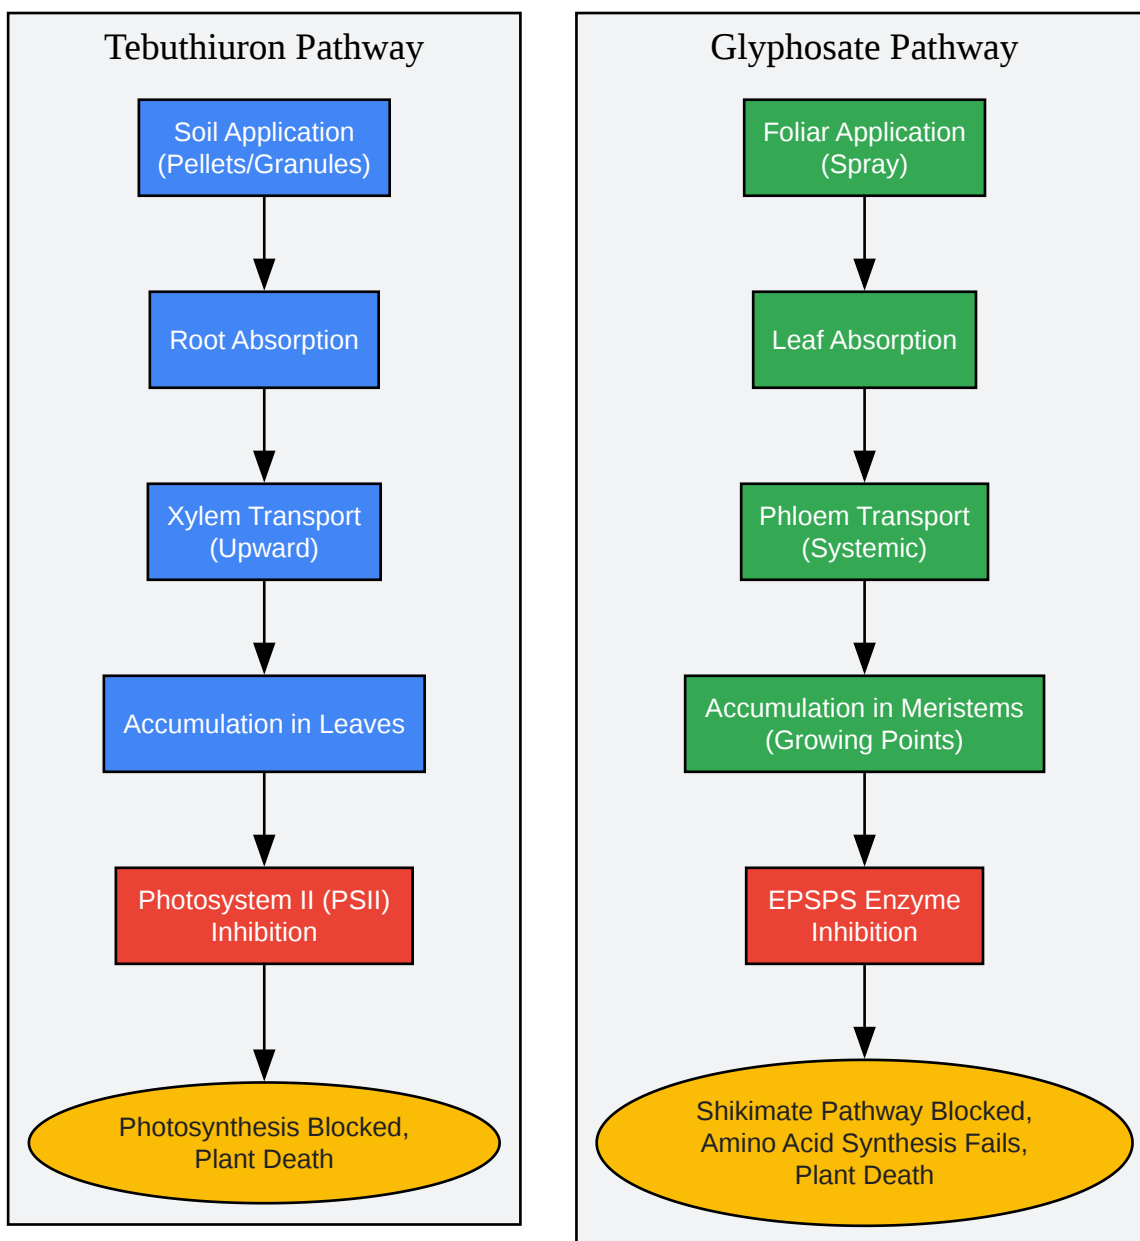 Tebuthiuron Pathway
Soil Application
(Pellets/Granules)
Root Absorption
Xylem Transport
(Upward)
Accumulation in Leaves
Photosystem II (PSII)
Inhibition
Photosynthesis Blocked,
Plant Death
Glyphosate Pathway
Foliar Application
(Spray)
Leaf Absorption
Phloem Transport
(Systemic)
Accumulation in Meristems
(Growing Points)
EPSPS Enzyme
Inhibition
Shikimate Pathway Blocked,
Amino Acid Synthesis Fails,
Plant Death